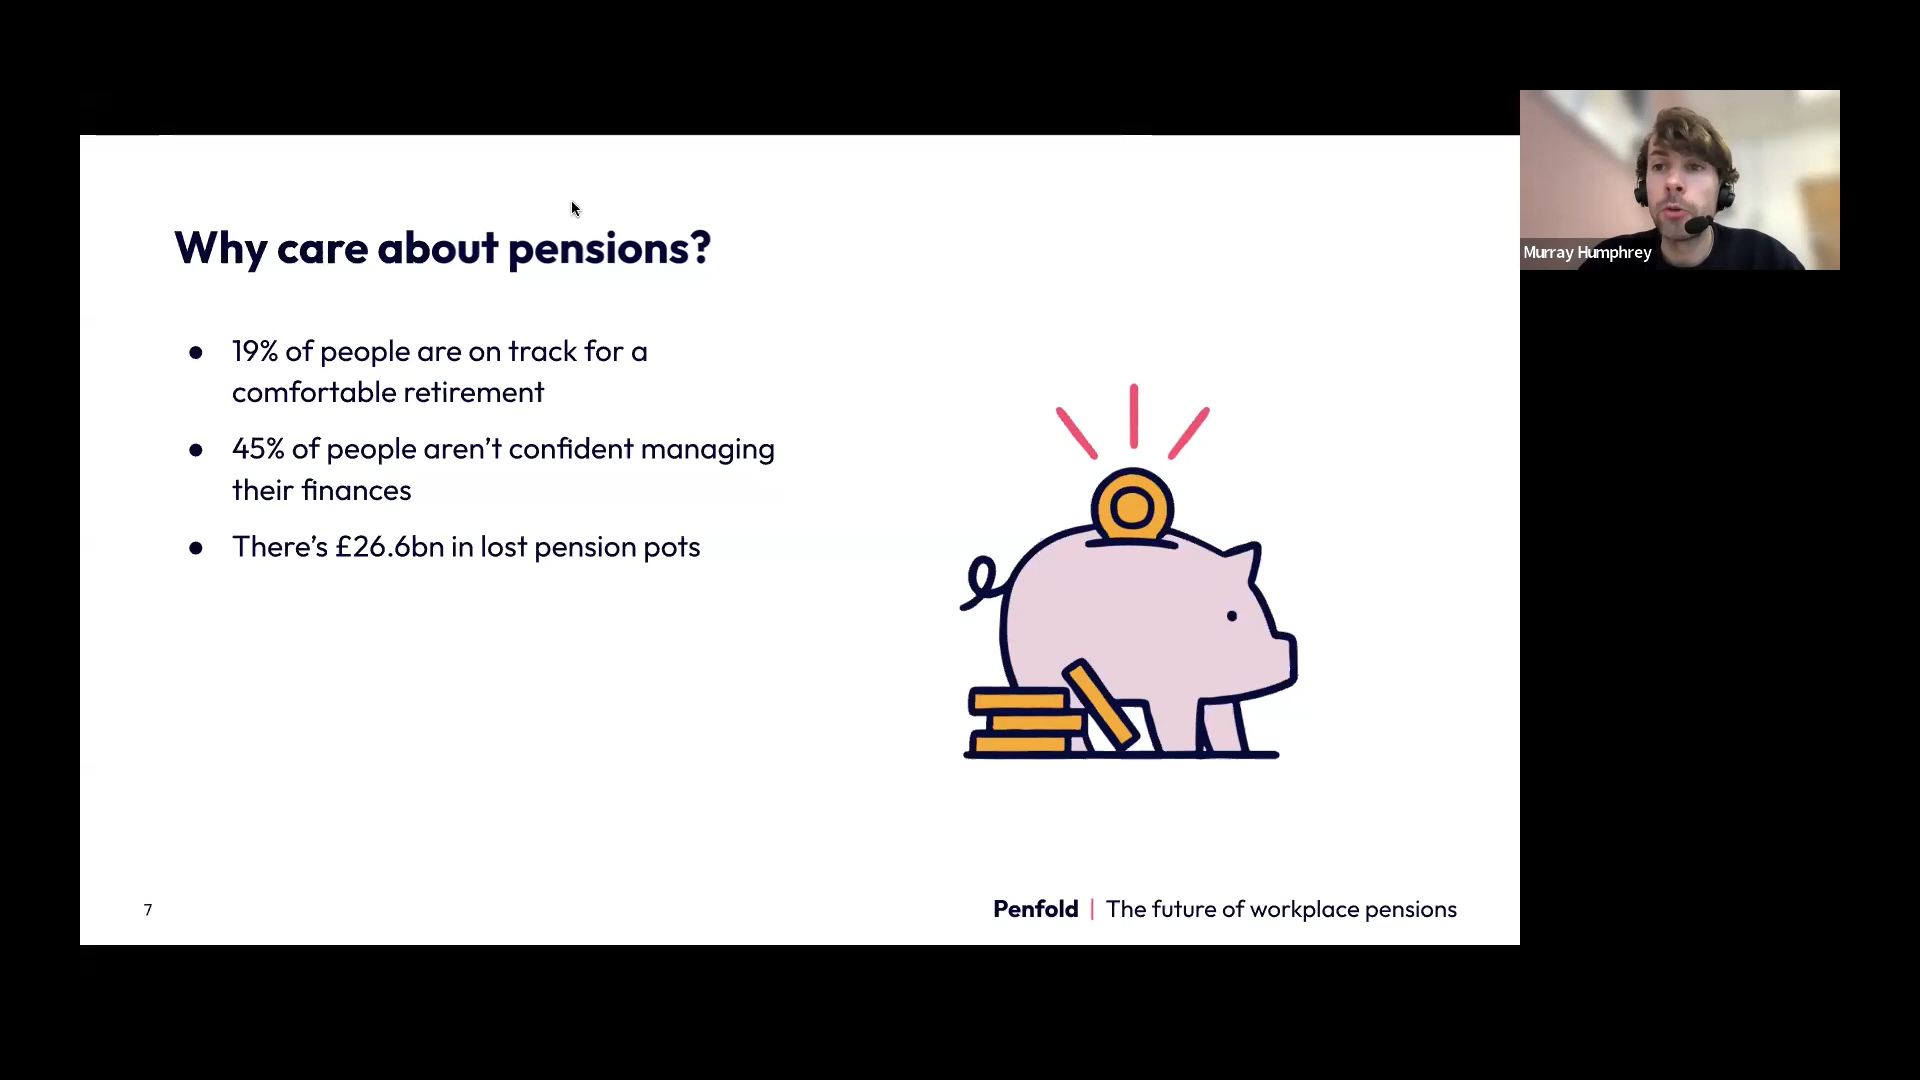 Why care about pensions?
● 19% of people are on track for a
comfortable retirement
● 45% of people aren’t confident managing
their finances
● There’s £26.6bn in lost pension pots
7
Penfold | The future of workplace pensions
Murray Humphrey